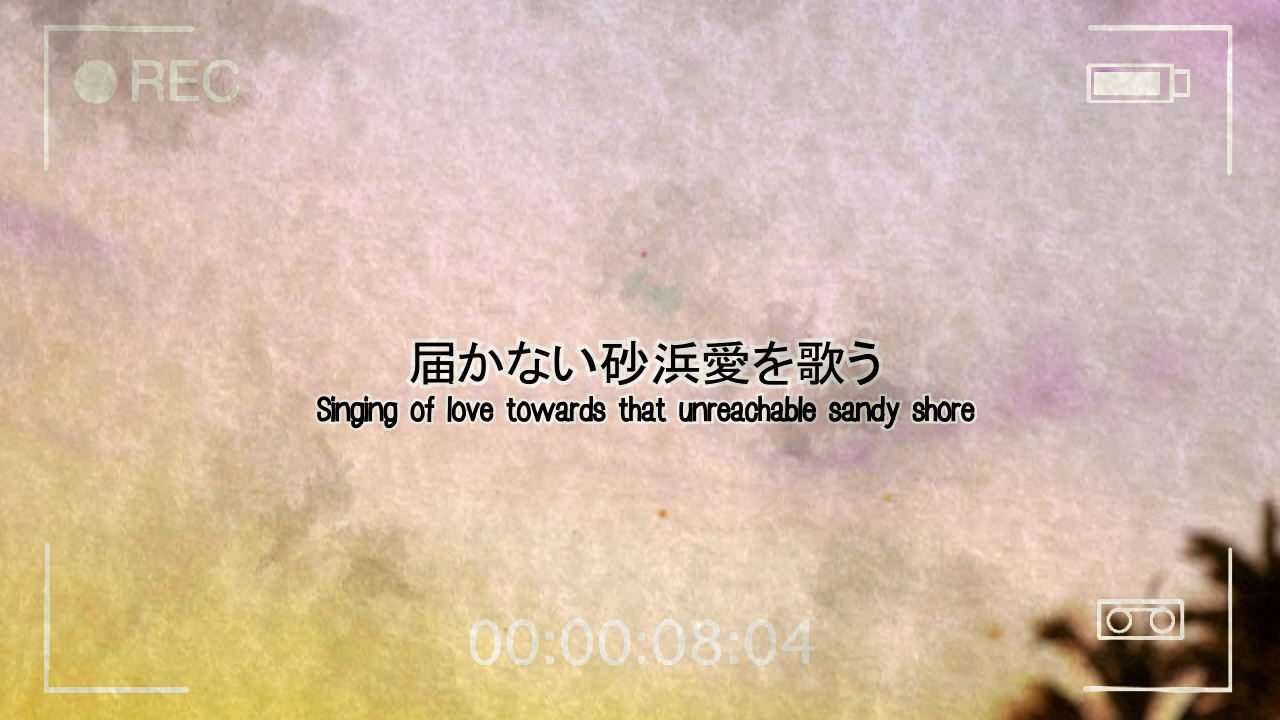 REC
届かない砂浜愛を歌う
Singing of love towards that unreachable sandy shore
00:00:08:04